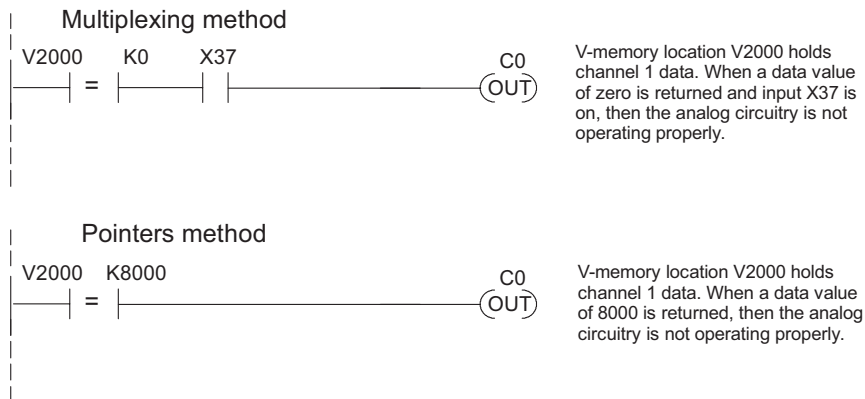 Multiplexing method
V2000 K0 X37
=
C0
OUT
V-memory location V2000 holds
channel 1 data. When a data value
of zero is returned and input X37 is
on, then the analog circuitry is not
operating properly.
Pointers method
V2000 K8000
=
C0
OUT
V-memory location V2000 holds
channel 1 data. When a data value
of 8000 is returned, then the analog
circuitry is not operating properly.